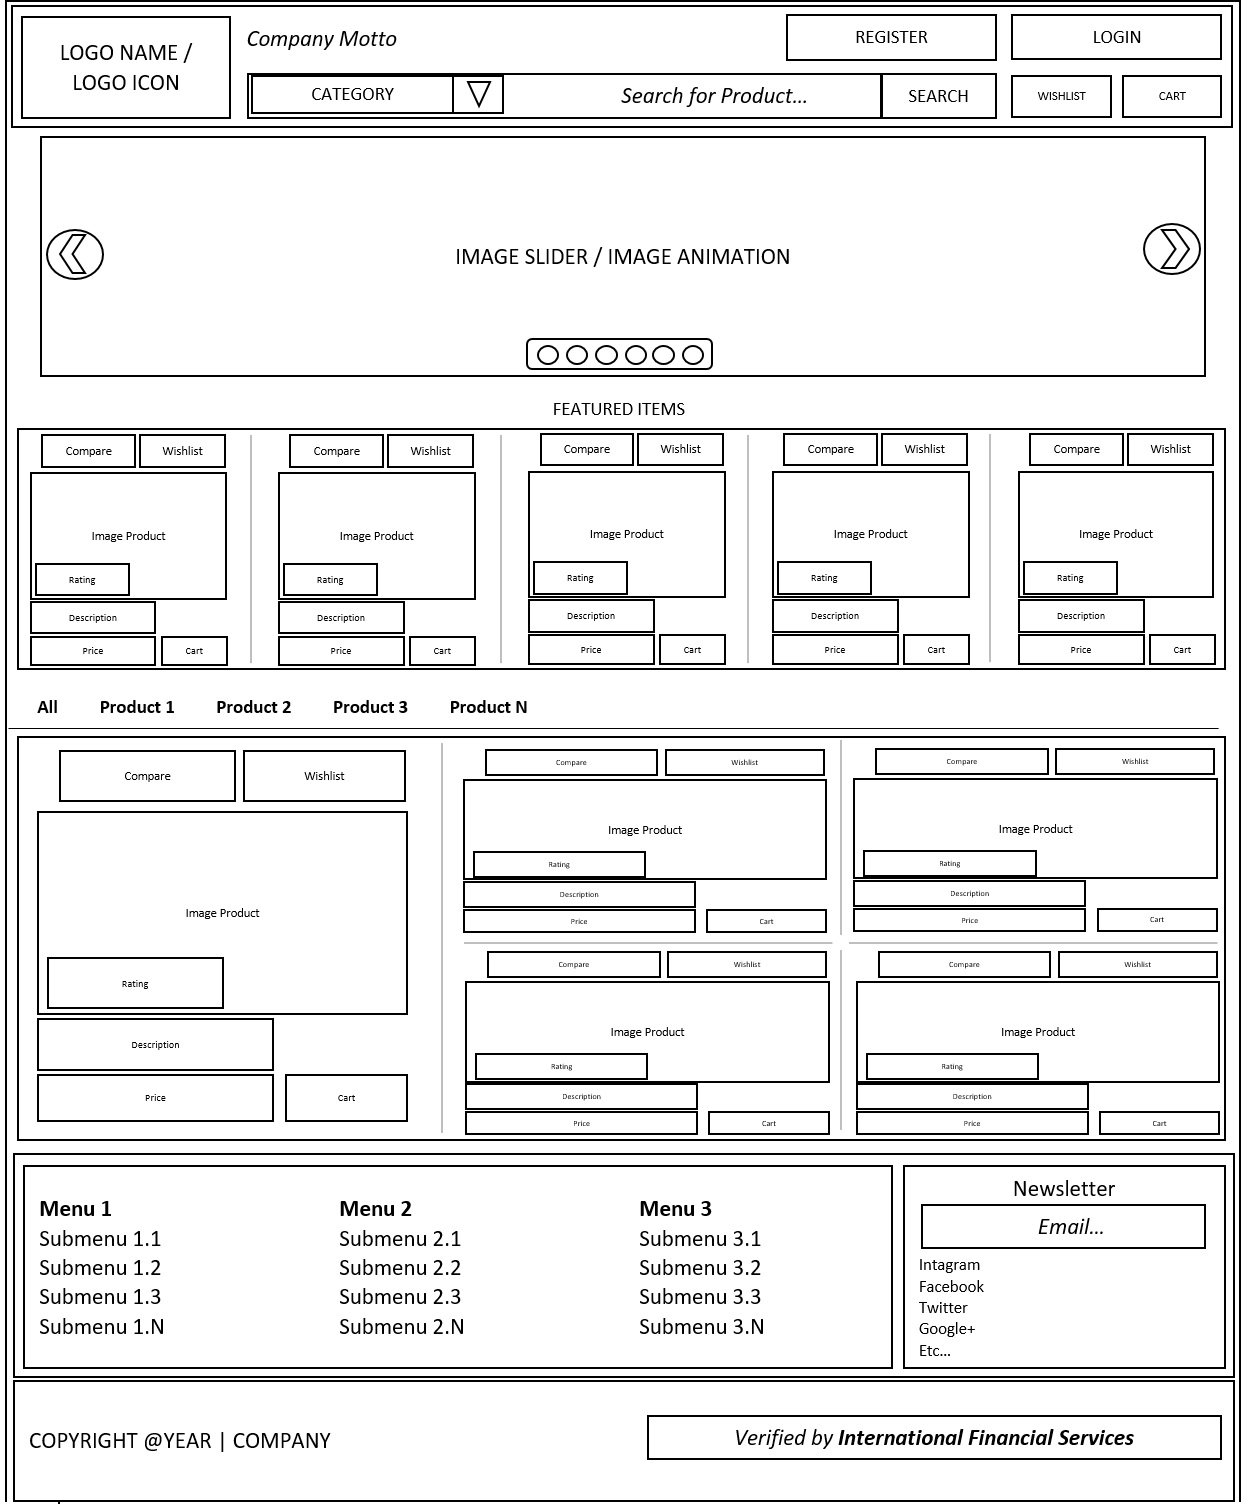 LOGO NAME /
LOGO ICON
Company Motto
REGISTER
LOGIN
CATEGORY
Search for Product...
SEARCH
WISHLIST
CART
IMAGE SLIDER / IMAGE ANIMATION
FEATURED ITEMS
Compare
Wishlist
Image Product
Rating
Description
Price
Cart
Compare
Wishlist
Image Product
Rating
Description
Price
Cart
Compare
Wishlist
Image Product
Rating
Description
Price
Cart
Compare
Wishlist
Image Product
Rating
Description
Price
Cart
Compare
Wishlist
Image Product
Rating
Description
Price
Cart
All Product 1 Product 2 Product 3 Product N
Compare
Wishlist
Image Product
Rating
Description
Price
Cart
Compare
Wishlist
Image Product
Rating
Description
Price
Cart
Compare
Wishlist
Image Product
Rating
Description
Price
Cart
Compare
Wishlist
Image Product
Rating
Description
Price
Cart
Compare
Wishlist
Image Product
Rating
Description
Price
Cart
Menu 1
Submenu 1.1
Submenu 1.2
Submenu 1.3
Submenu 1.N
Menu 2
Submenu 2.1
Submenu 2.2
Submenu 2.3
Submenu 2.N
Menu 3
Submenu 3.1
Submenu 3.2
Submenu 3.3
Submenu 3.N
Newsletter
Email...
Intagram
Facebook
Twitter
Google+
Etc...
COPYRIGHT @YEAR | COMPANY
Verified by International Financial Services